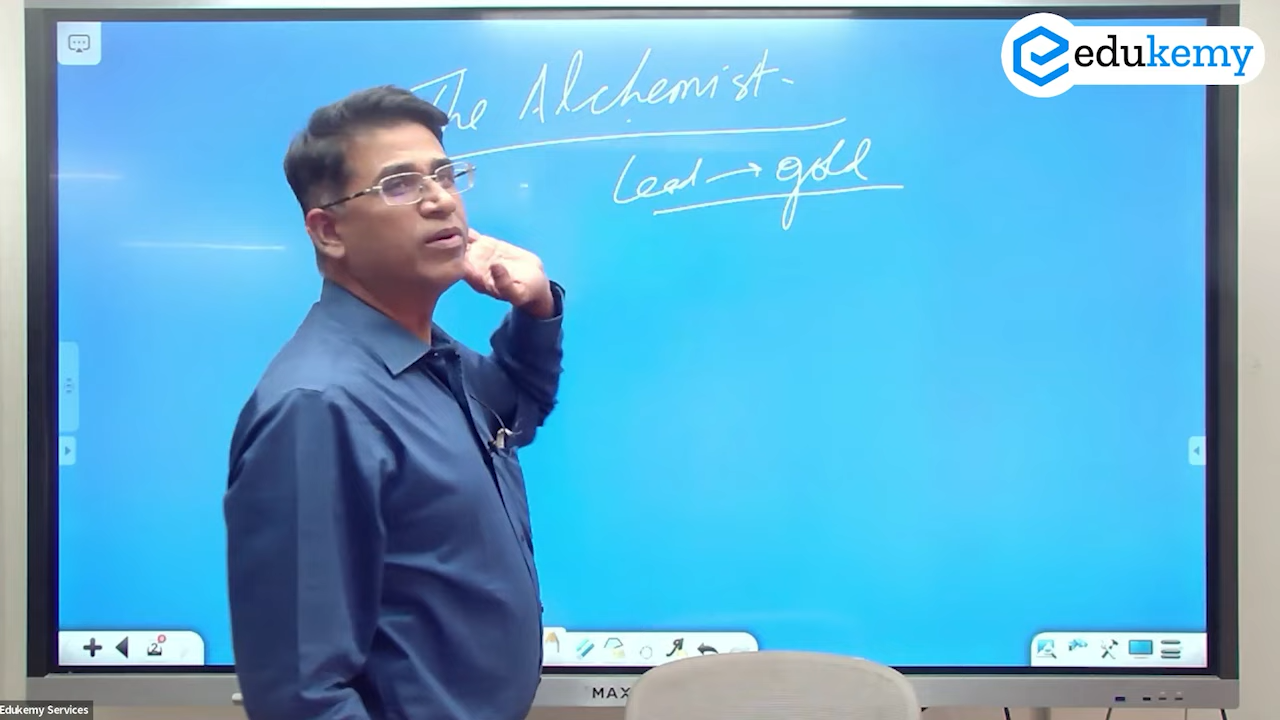 edukemy
The Alchemist.
Lead → gold
MAX
Edukemy Services